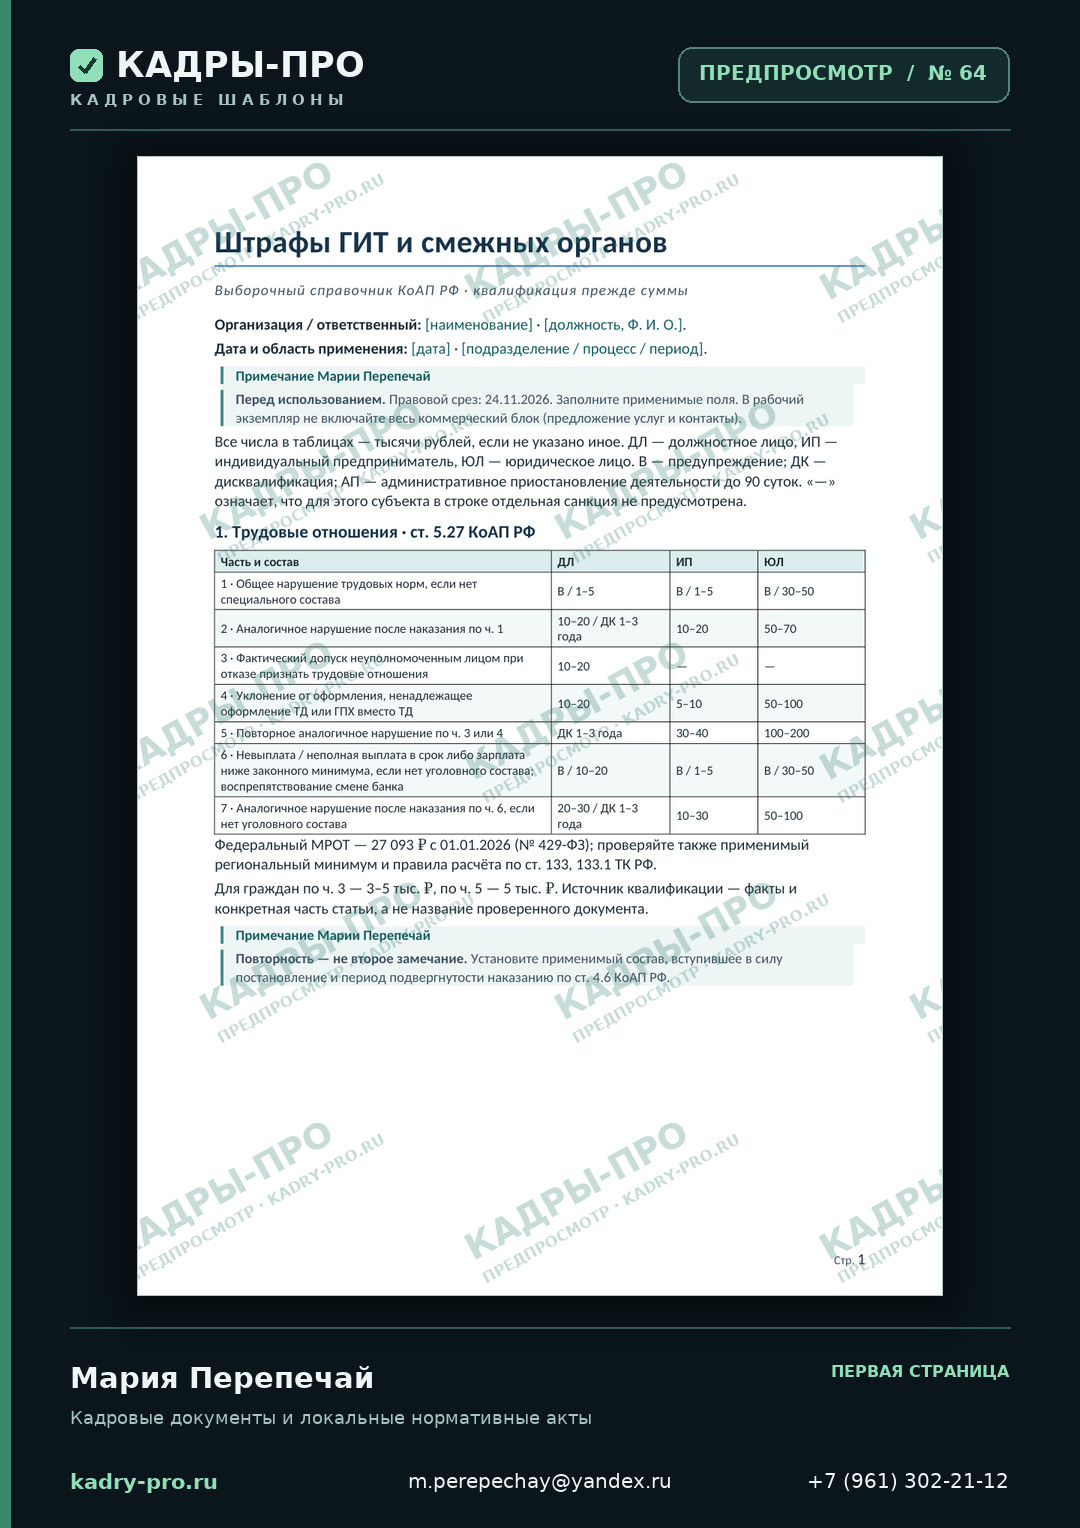 КАДРЫ-ПРО
КАДРОВЫЕ ШАБЛОНЫ
ПРЕДПРОСМОТР / № 64
Штрафы ГИТ и смежных органов
Выборочный справочник КоАП РФ · квалификация прежде суммы
Организация / ответственный: [наименование] · [должность, Ф. И. О.].
Дата и область применения: [дата] · [подразделение / процесс / период].
Примечание Марии Перепечай
Перед использованием. Правовой срез: 24.11.2026. Заполните применимые поля. В рабочий
экземпляр не включайте весь коммерческий блок (предложение услуг и контакты).
Все числа в таблицах — тысячи рублей, если не указано иное. ДЛ — должностное лицо, ИП —
индивидуальный предприниматель, ЮЛ — юридическое лицо. В — предупреждение; ДК —
дисквалификация; АП — административное приостановление деятельности до 90 суток. «—»
означает, что для этого субъекта в строке отдельная санкция не предусмотрена.
1. Трудовые отношения · ст. 5.27 КоАП РФ
Часть и состав ДЛ ИП ЮЛ
1 · Общее нарушение трудовых норм, если нет
специального состава
В / 1–5 В / 1–5 В / 30–50
2 · Аналогичное нарушение после наказания по ч. 1
10–20 / ДК 1–3
года
10–20 50–70
3 · Фактический допуск неуполномоченным лицом при
отказе признать трудовые отношения
10–20 — —
4 · Уклонение от оформления, ненадлежащее
оформление ТД или ГПХ вместо ТД
10–20 5–10 50–100
5 · Повторное аналогичное нарушение по ч. 3 или 4 ДК 1–3 года 30–40 100–200
6 · Невыплата / неполная выплата в срок либо зарплата
ниже законного минимума, если нет уголовного состава;
воспрепятствование смене банка
В / 10–20 В / 1–5 В / 30–50
7 · Аналогичное нарушение после наказания по ч. 6, если
нет уголовного состава
20–30 / ДК 1–3
года
10–30 50–100
Федеральный МРОТ — 27 093 ₽ с 01.01.2026 (№ 429-ФЗ); проверяйте также применимый
региональный минимум и правила расчёта по ст. 133, 133.1 ТК РФ.
Для граждан по ч. 3 — 3–5 тыс. ₽, по ч. 5 — 5 тыс. ₽. Источник квалификации — факты и
конкретная часть статьи, а не название проверенного документа.
Примечание Марии Перепечай
Повторность — не второе замечание. Установите применимый состав, вступившее в силу
постановление и период подвергнутости наказанию по ст. 4.6 КоАП РФ.
Стр. 1
КАДРЫ-ПРО
ПРЕДПРОСМОТР · KADRY-PRO.RU
Мария Перепечай
ПЕРВАЯ СТРАНИЦА
Кадровые документы и локальные нормативные акты
kadry-pro.ru
m.perepechay@yandex.ru
+7 (961) 302-21-12